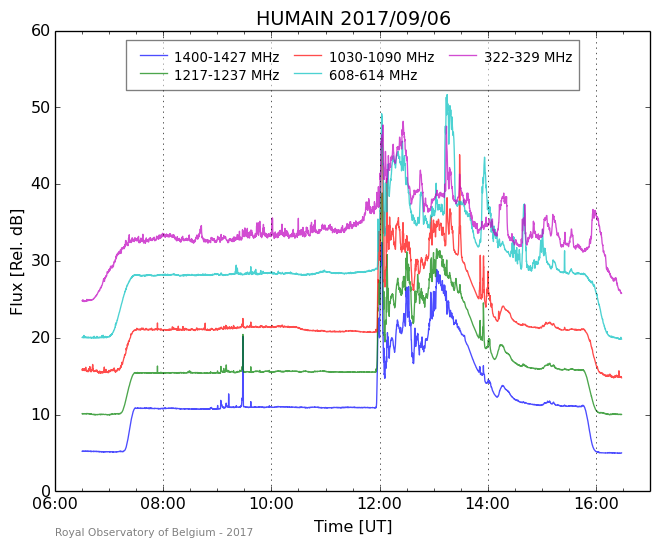 HUMAIN 2017/09/06
1400-1427 MHz 1030-1090 MHz 322-329 MHz
1217-1237 MHz 608-614 MHz
60
50
40
30
20
10
0
Flux [Rel. dB]
06:00 08:00 10:00 12:00 14:00 16:00
Time [UT]
Royal Observatory of Belgium - 2017